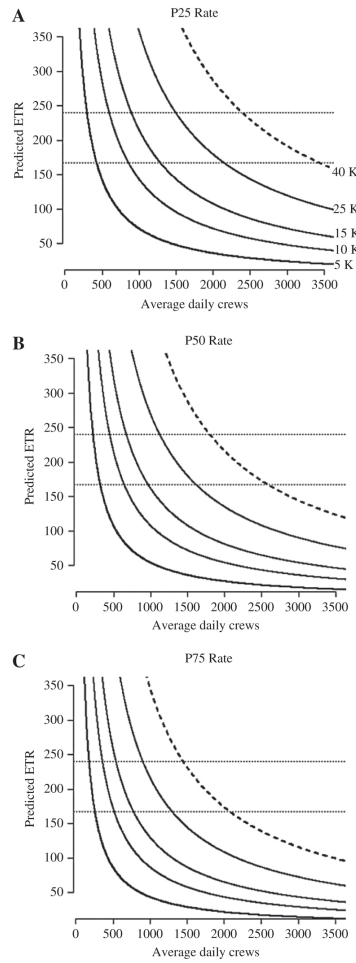 A
P25 Rate
350
300
250
200
150
100
50
Predicted ETR
40 K
25 K
15 K
10 K
5 K
0 500 1000 1500 2000 2500 3000 3500
Average daily crews
B
P50 Rate
350
300
250
200
150
100
50
Predicted ETR
0 500 1000 1500 2000 2500 3000 3500
Average daily crews
C
P75 Rate
350
300
250
200
150
100
50
Predicted ETR
0 500 1000 1500 2000 2500 3000 3500
Average daily crews